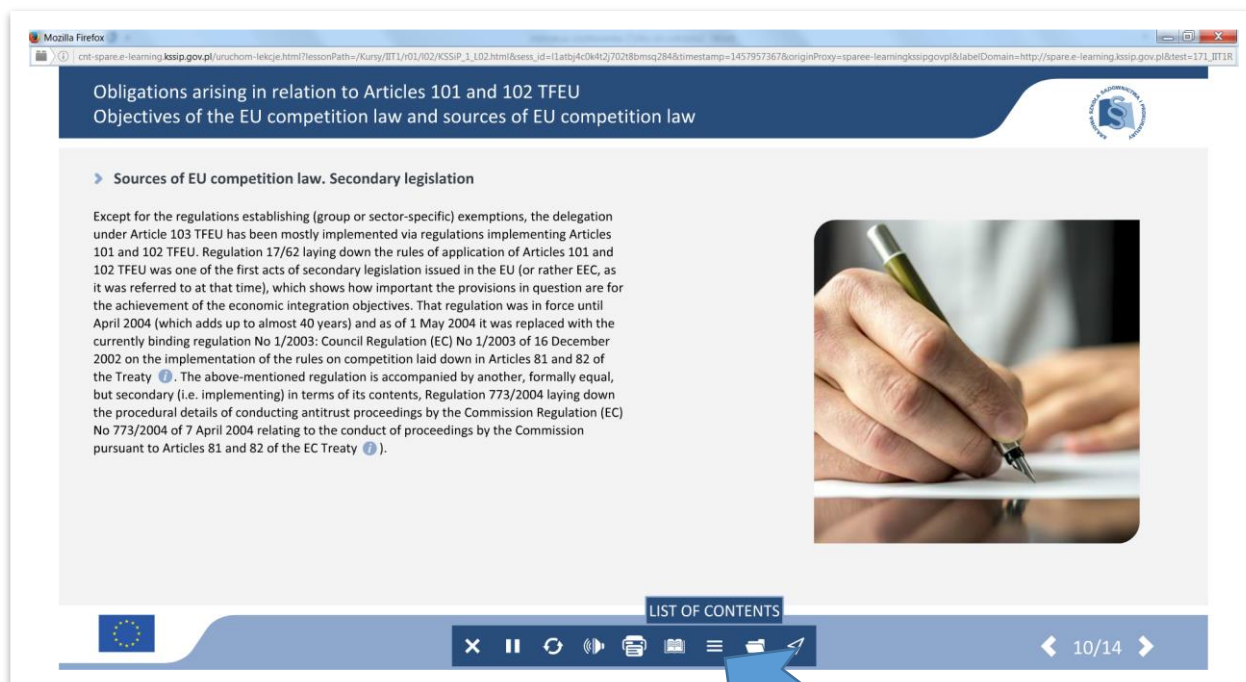 Mozilla Firefox
cnt-spare.e-learning.kssip.gov.pl/uruchom-lekcje.html?lessonPath=/Kursy/IIT1/r01/l02/KSSiP_1_L02.html&sess_id=l1atbj4c0k4t2j702t8bmsq284&timestamp=1457957367&originProxy=sparee-learningkssipgovpl&labelDomain=http://spare.e-learning.kssip.gov.pl&test=171_IIT1R
Obligations arising in relation to Articles 101 and 102 TFEU
Objectives of the EU competition law and sources of EU competition law
KRAJOWA SZKOŁA SĄDOWNICTWA I PROKURATURY
Sources of EU competition law. Secondary legislation
Except for the regulations establishing (group or sector-specific) exemptions, the delegation
under Article 103 TFEU has been mostly implemented via regulations implementing Articles
101 and 102 TFEU. Regulation 17/62 laying down the rules of application of Articles 101 and
102 TFEU was one of the first acts of secondary legislation issued in the EU (or rather EEC, as
it was referred to at that time), which shows how important the provisions in question are for
the achievement of the economic integration objectives. That regulation was in force until
April 2004 (which adds up to almost 40 years) and as of 1 May 2004 it was replaced with the
currently binding regulation No 1/2003: Council Regulation (EC) No 1/2003 of 16 December
2002 on the implementation of the rules on competition laid down in Articles 81 and 82 of
the Treaty i . The above-mentioned regulation is accompanied by another, formally equal,
but secondary (i.e. implementing) in terms of its contents, Regulation 773/2004 laying down
the procedural details of conducting antitrust proceedings by the Commission Regulation (EC)
No 773/2004 of 7 April 2004 relating to the conduct of proceedings by the Commission
pursuant to Articles 81 and 82 of the EC Treaty i ).
LIST OF CONTENTS
10/14